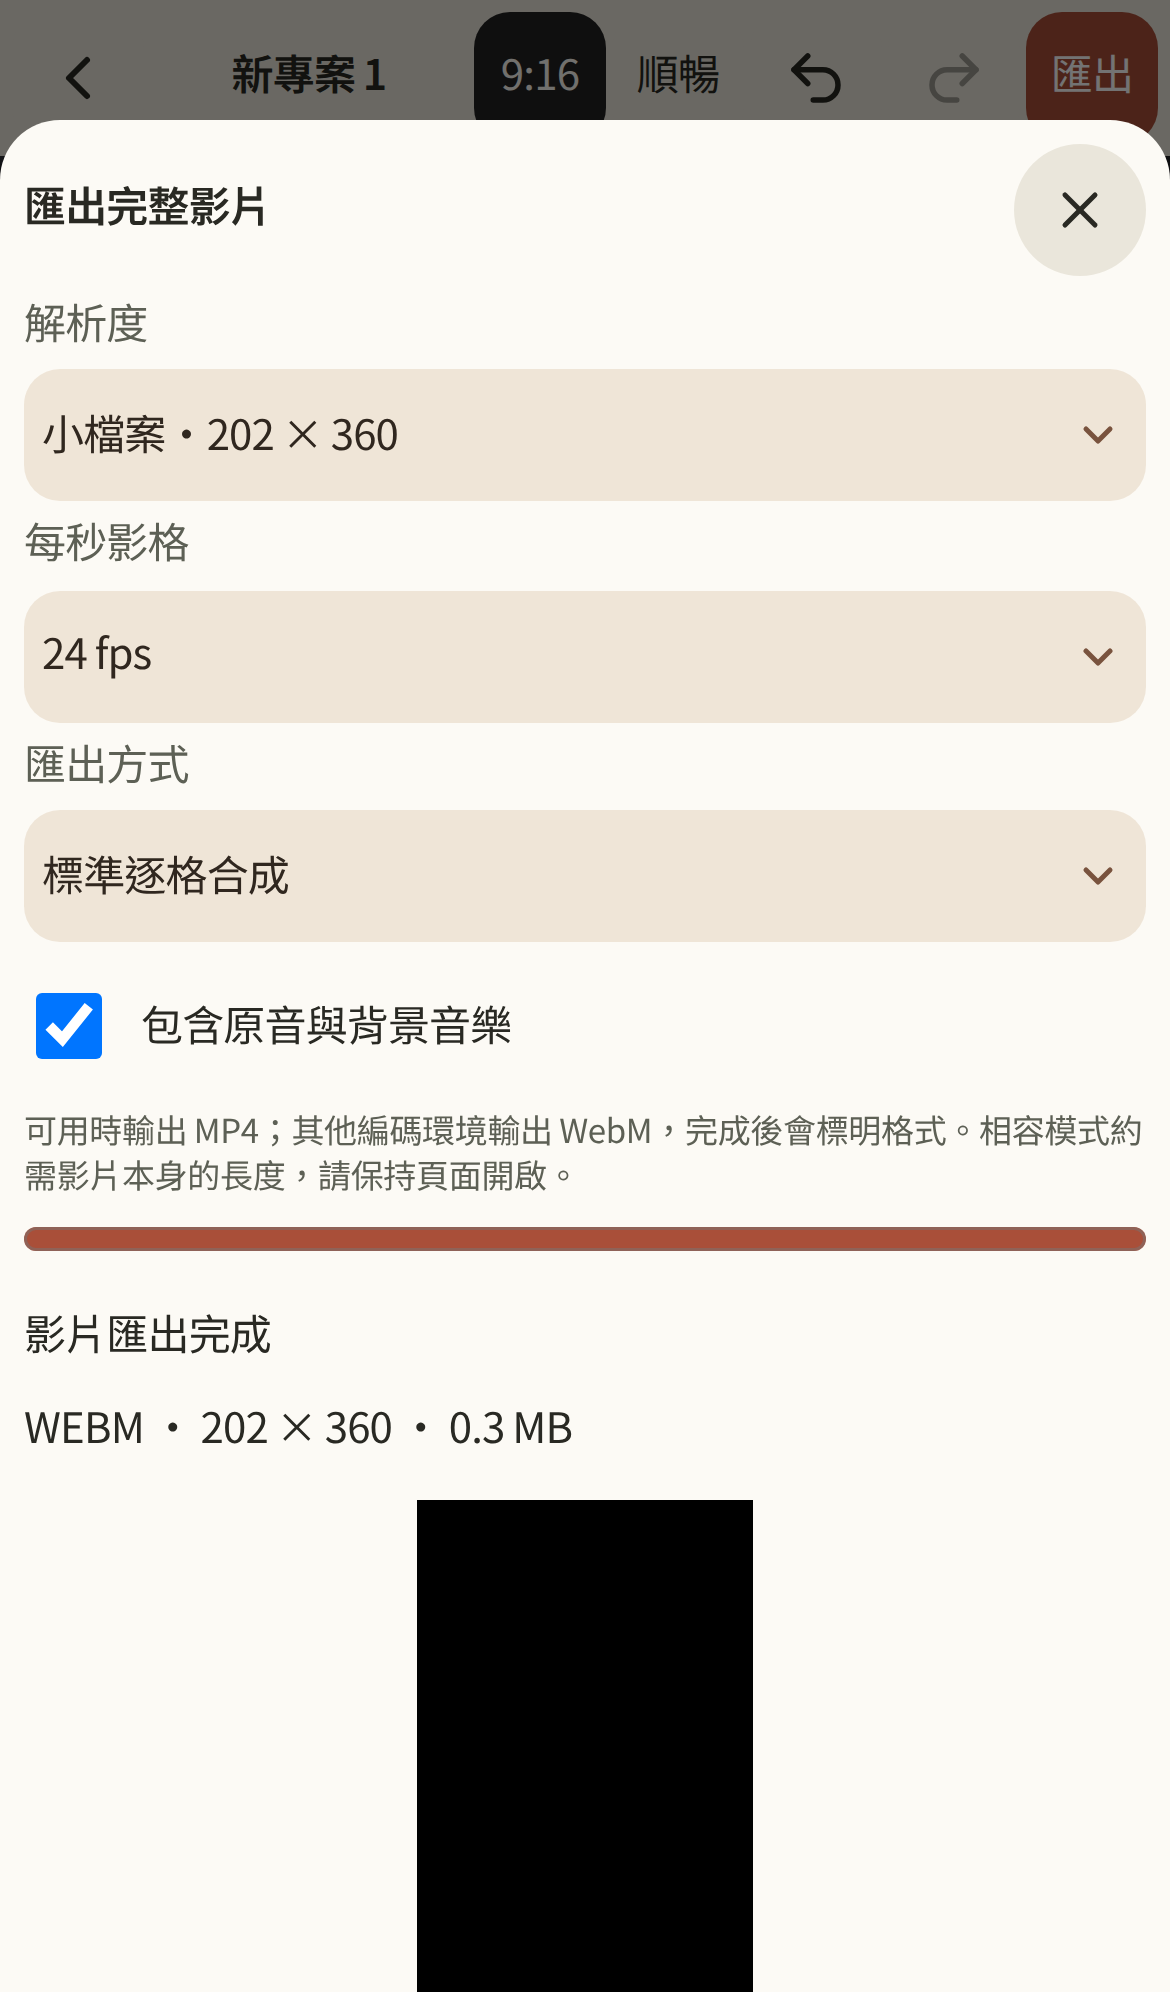 新專案 1
9:16
順暢
匯出
匯出完整影片
解析度
小檔案・202 × 360
每秒影格
24 fps
匯出方式
標準逐格合成
包含原音與背景音樂
可用時輸出 MP4；其他編碼環境輸出 WebM，完成後會標明格式。相容模式約
需影片本身的長度，請保持頁面開啟。
影片匯出完成
WEBM ・ 202 × 360 ・ 0.3 MB